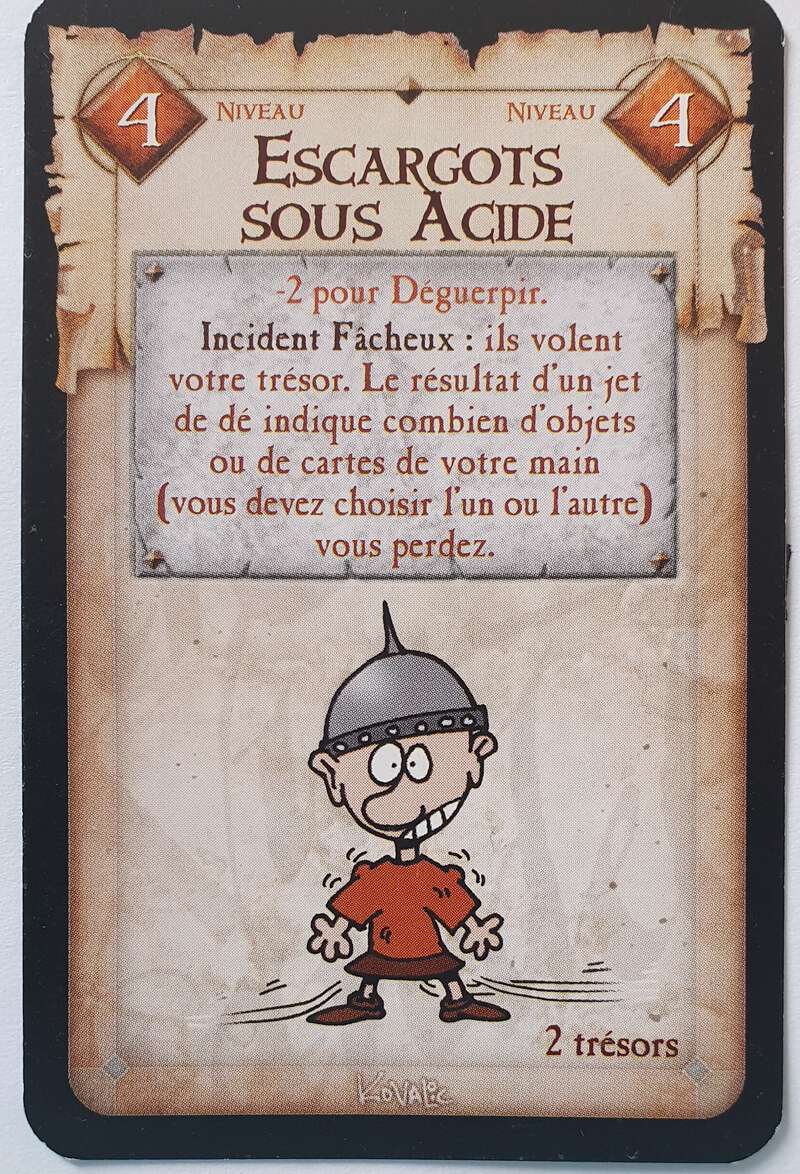 4 Niveau Niveau 4
Escargots
sous Acide
-2 pour Déguerpir.
Incident Fâcheux : ils volent
votre trésor. Le résultat d'un jet
de dé indique combien d'objets
ou de cartes de votre main
(vous devez choisir l'un ou l'autre)
vous perdez.
2 trésors
Kovalic